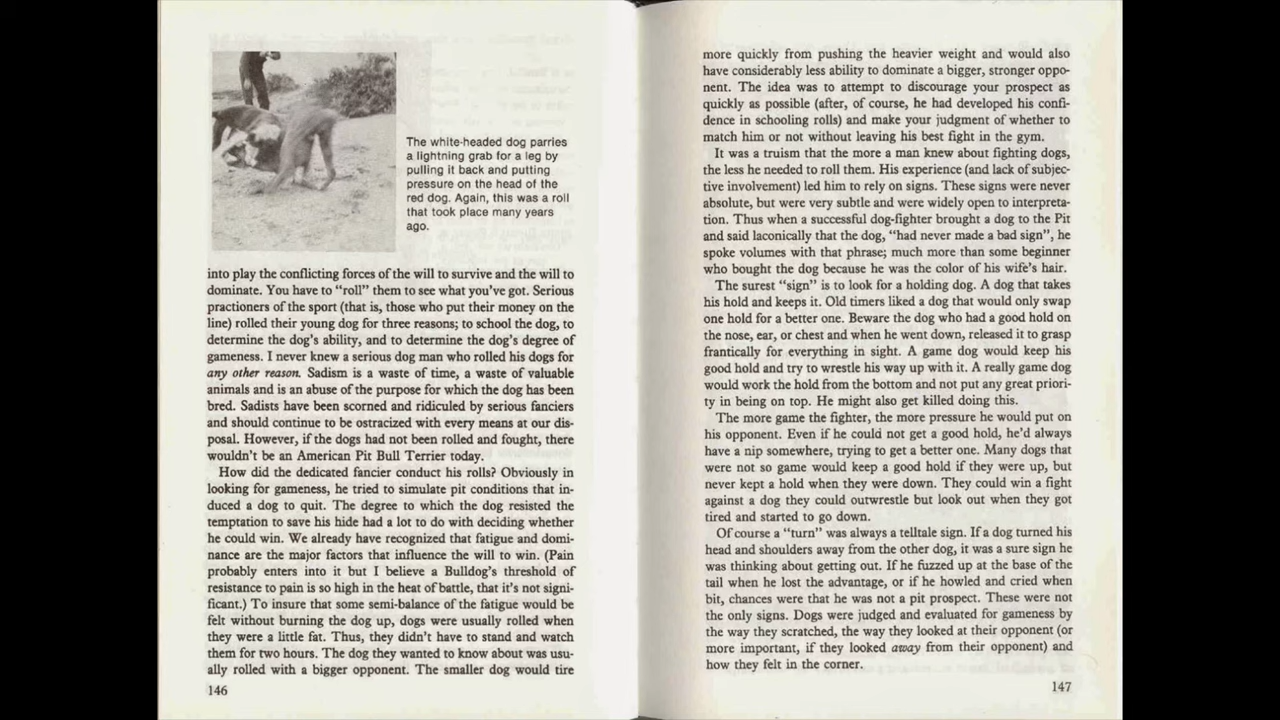 The white-headed dog parries
a lightning grab for a leg by
pulling it back and putting
pressure on the head of the
red dog. Again, this was a roll
that took place many years
ago.
into play the conflicting forces of the will to survive and the will to
dominate. You have to “roll” them to see what you’ve got. Serious
practioners of the sport (that is, those who put their money on the
line) rolled their young dog for three reasons; to school the dog, to
determine the dog’s ability, and to determine the dog’s degree of
gameness. I never knew a serious dog man who rolled his dogs for
any other reason. Sadism is a waste of time, a waste of valuable
animals and is an abuse of the purpose for which the dog has been
bred. Sadists have been scorned and ridiculed by serious fanciers
and should continue to be ostracized with every means at our dis-
posal. However, if the dogs had not been rolled and fought, there
wouldn’t be an American Pit Bull Terrier today.
How did the dedicated fancier conduct his rolls? Obviously in
looking for gameness, he tried to simulate pit conditions that in-
duced a dog to quit. The degree to which the dog resisted the
temptation to save his hide had a lot to do with deciding whether
he could win. We already have recognized that fatigue and domi-
nance are the major factors that influence the will to win. (Pain
probably enters into it but I believe a Bulldog’s threshold of
resistance to pain is so high in the heat of battle, that it’s not signi-
ficant.) To insure that some semi-balance of the fatigue would be
felt without burning the dog up, dogs were usually rolled when
they were a little fat. Thus, they didn’t have to stand and watch
them for two hours. The dog they wanted to know about was usu-
ally rolled with a bigger opponent. The smaller dog would tire
146
more quickly from pushing the heavier weight and would also
have considerably less ability to dominate a bigger, stronger oppo-
nent. The idea was to attempt to discourage your prospect as
quickly as possible (after, of course, he had developed his confi-
dence in schooling rolls) and make your judgment of whether to
match him or not without leaving his best fight in the gym.
It was a truism that the more a man knew about fighting dogs,
the less he needed to roll them. His experience (and lack of subjec-
tive involvement) led him to rely on signs. These signs were never
absolute, but were very subtle and were widely open to interpreta-
tion. Thus when a successful dog-fighter brought a dog to the Pit
and said laconically that the dog, “had never made a bad sign”, he
spoke volumes with that phrase; much more than some beginner
who bought the dog because he was the color of his wife’s hair.
The surest “sign” is to look for a holding dog. A dog that takes
his hold and keeps it. Old timers liked a dog that would only swap
one hold for a better one. Beware the dog who had a good hold on
the nose, ear, or chest and when he went down, released it to grasp
frantically for everything in sight. A game dog would keep his
good hold and try to wrestle his way up with it. A really game dog
would work the hold from the bottom and not put any great priori-
ty in being on top. He might also get killed doing this.
The more game the fighter, the more pressure he would put on
his opponent. Even if he could not get a good hold, he’d always
have a nip somewhere, trying to get a better one. Many dogs that
were not so game would keep a good hold if they were up, but
never kept a hold when they were down. They could win a fight
against a dog they could outwrestle but look out when they got
tired and started to go down.
Of course a “turn” was always a telltale sign. If a dog turned his
head and shoulders away from the other dog, it was a sure sign he
was thinking about getting out. If he fuzzed up at the base of the
tail when he lost the advantage, or if he howled and cried when
bit, chances were that he was not a pit prospect. These were not
the only signs. Dogs were judged and evaluated for gameness by
the way they scratched, the way they looked at their opponent (or
more important, if they looked away from their opponent) and
how they felt in the corner.
147